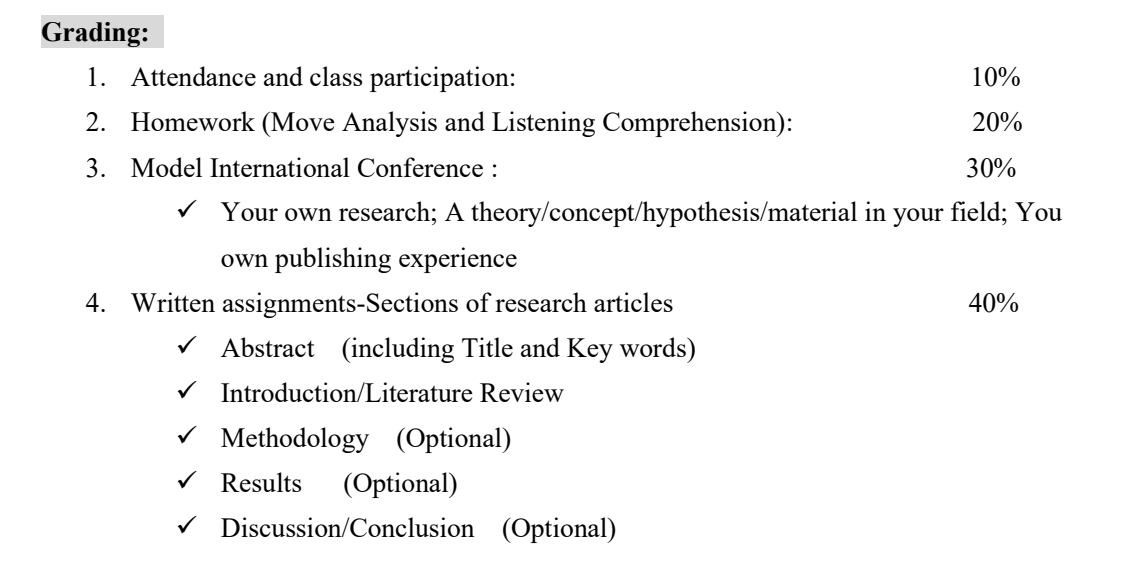 Grading:
1. Attendance and class participation: 10%
2. Homework (Move Analysis and Listening Comprehension): 20%
3. Model International Conference : 30%
✓ Your own research; A theory/concept/hypothesis/material in your field; You
own publishing experience
4. Written assignments-Sections of research articles 40%
✓ Abstract (including Title and Key words)
✓ Introduction/Literature Review
✓ Methodology (Optional)
✓ Results (Optional)
✓ Discussion/Conclusion (Optional)